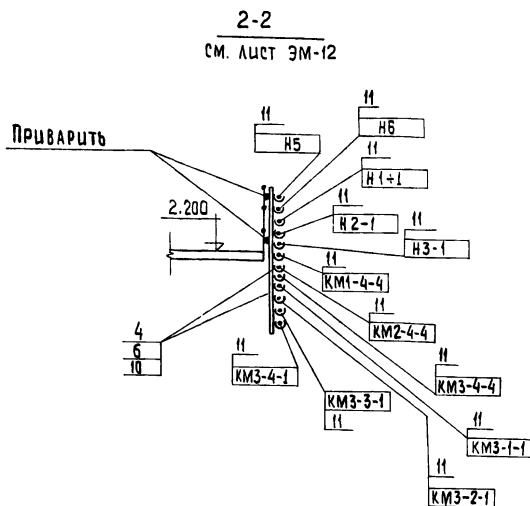 2-2
СМ. ЛИСТ ЭМ-12
11
Н6
11
Н5
ПРИВАРИТЬ
11
Н1÷1
11
Н2-1
2.200
11
Н3-1
11
КМ1-4-4
11
КМ2-4-4
4
6
10
11
КМ3-4-1
11
КМ3-4-4
КМ3-3-1
11
11
КМ3-1-1
11
КМ3-2-1